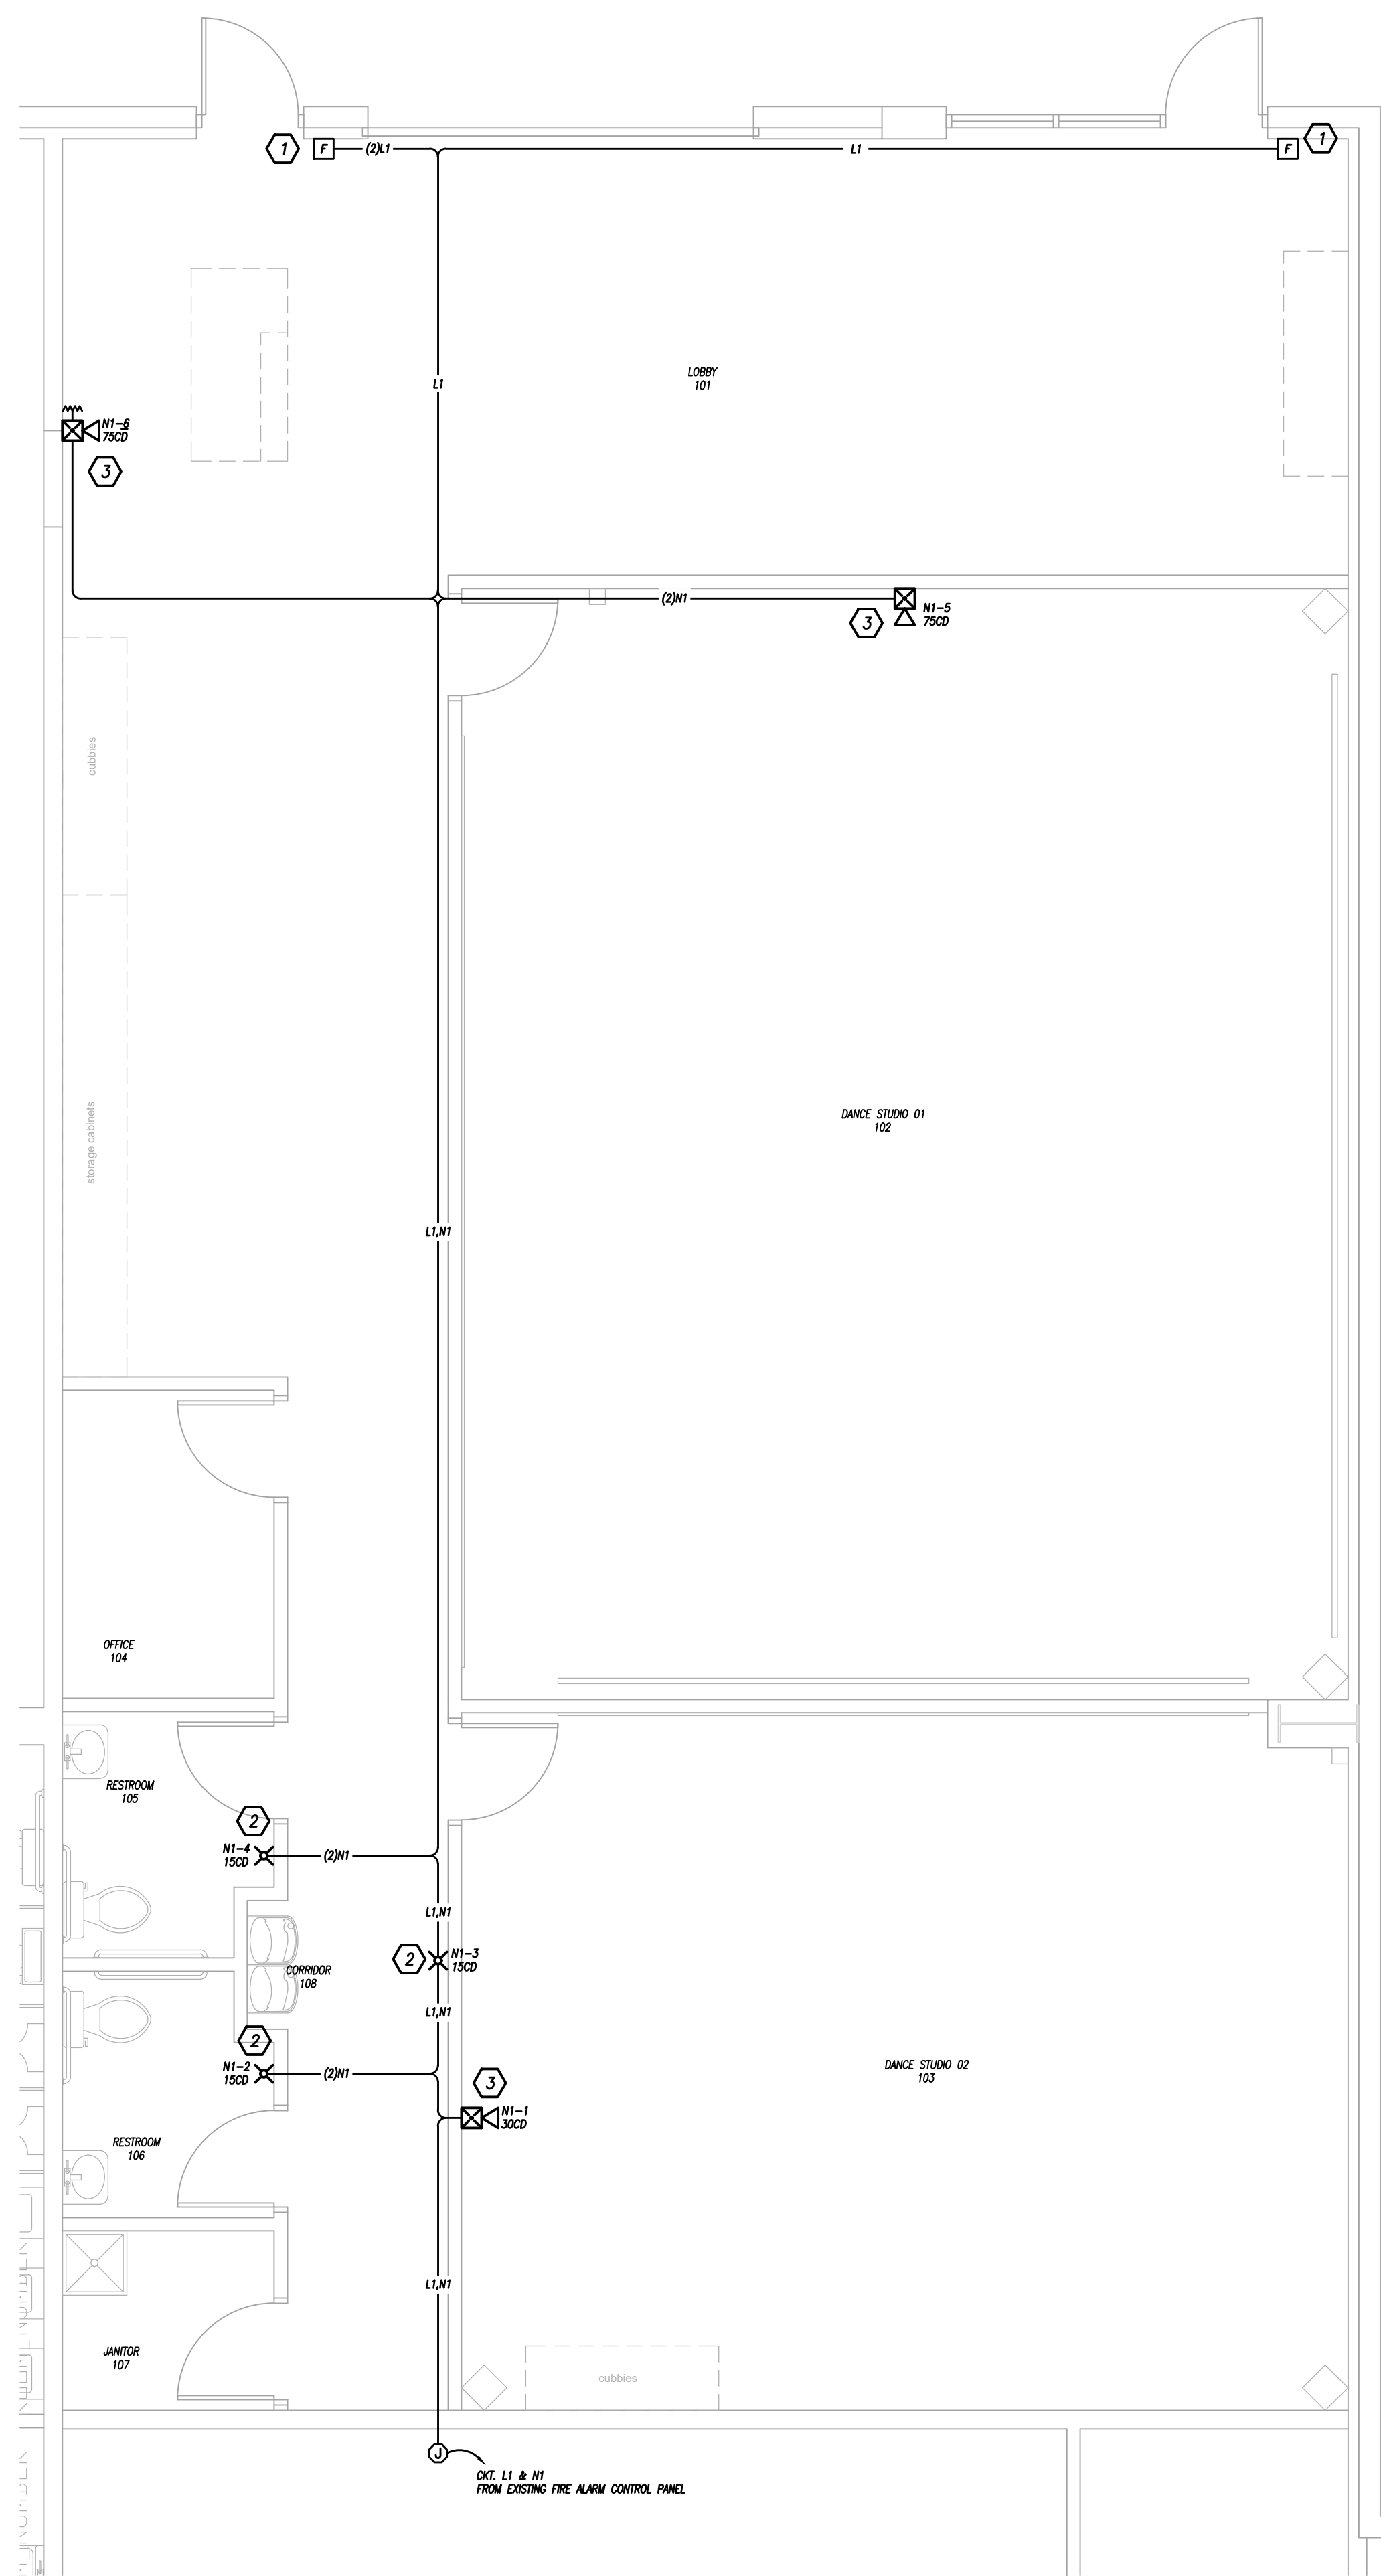 1
F
(2)L1
L1
F
1
LOBBY
101
L1
N1-6
75CD
3
(2)N1
3
N1-5
75CD
cubbies
DANCE STUDIO 01
102
storage cabinets
L1,N1
OFFICE
104
RESTROOM
105
2
N1-4
15CD
(2)N1
L1,N1
2
N1-3
15CD
CORRIDOR
108
L1,N1
2
N1-2
15CD
(2)N1
DANCE STUDIO 02
103
3
N1-1
30CD
RESTROOM
106
L1,N1
JANITOR
107
cubbies
J
CKT. L1 & N1
FROM EXISTING FIRE ALARM CONTROL PANEL